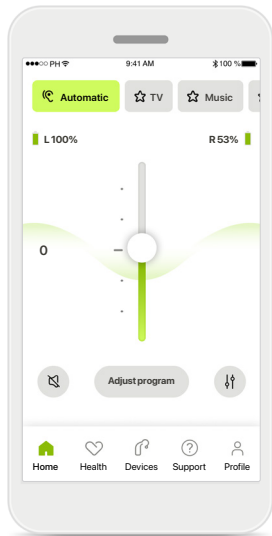 PH 9:41 AM 100 %
Automatic TV Music
L 100% R 53%
0
Adjust program
Home Health Devices Support Profile